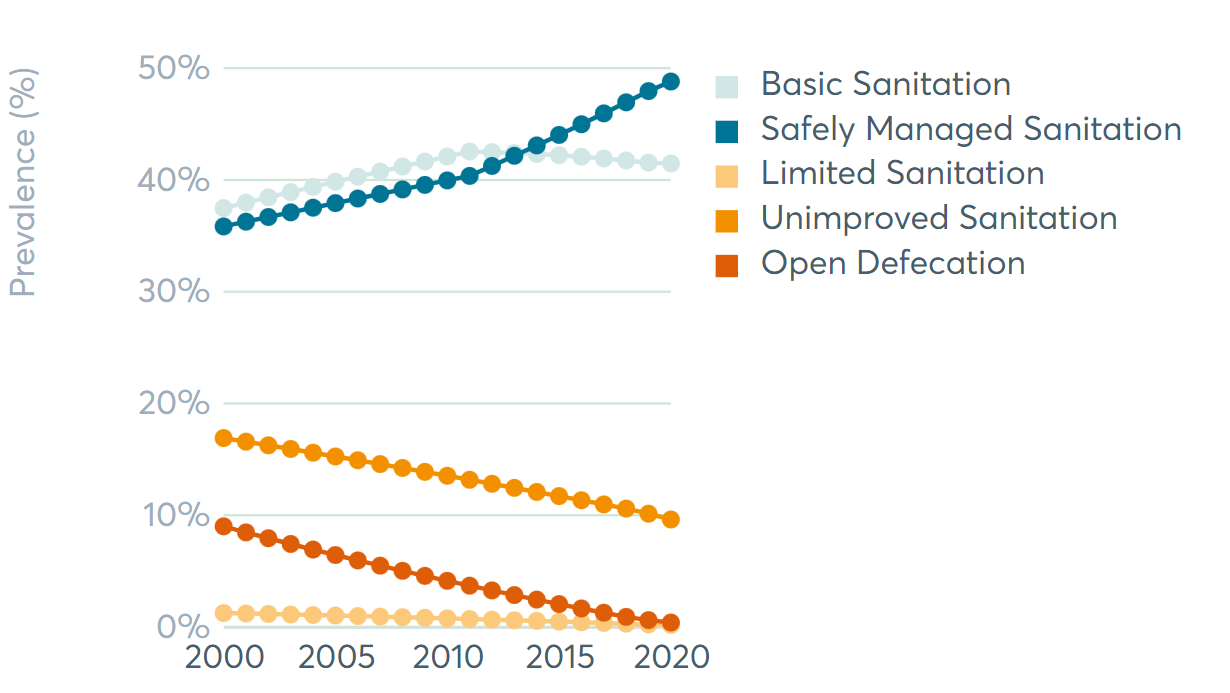 Prevalence (%)
50%
40%
30%
20%
10%
0%
2000 2005 2010 2015 2020
Basic Sanitation
Safely Managed Sanitation
Limited Sanitation
Unimproved Sanitation
Open Defecation